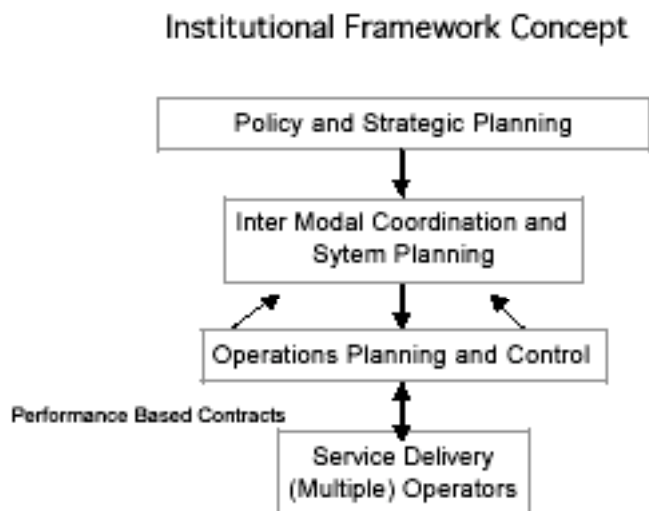 Institutional Framework Concept
Policy and Strategic Planning
Inter Modal Coordination and
Sytem Planning
Operations Planning and Control
Performance Based Contracts
Service Delivery
(Multiple) Operators